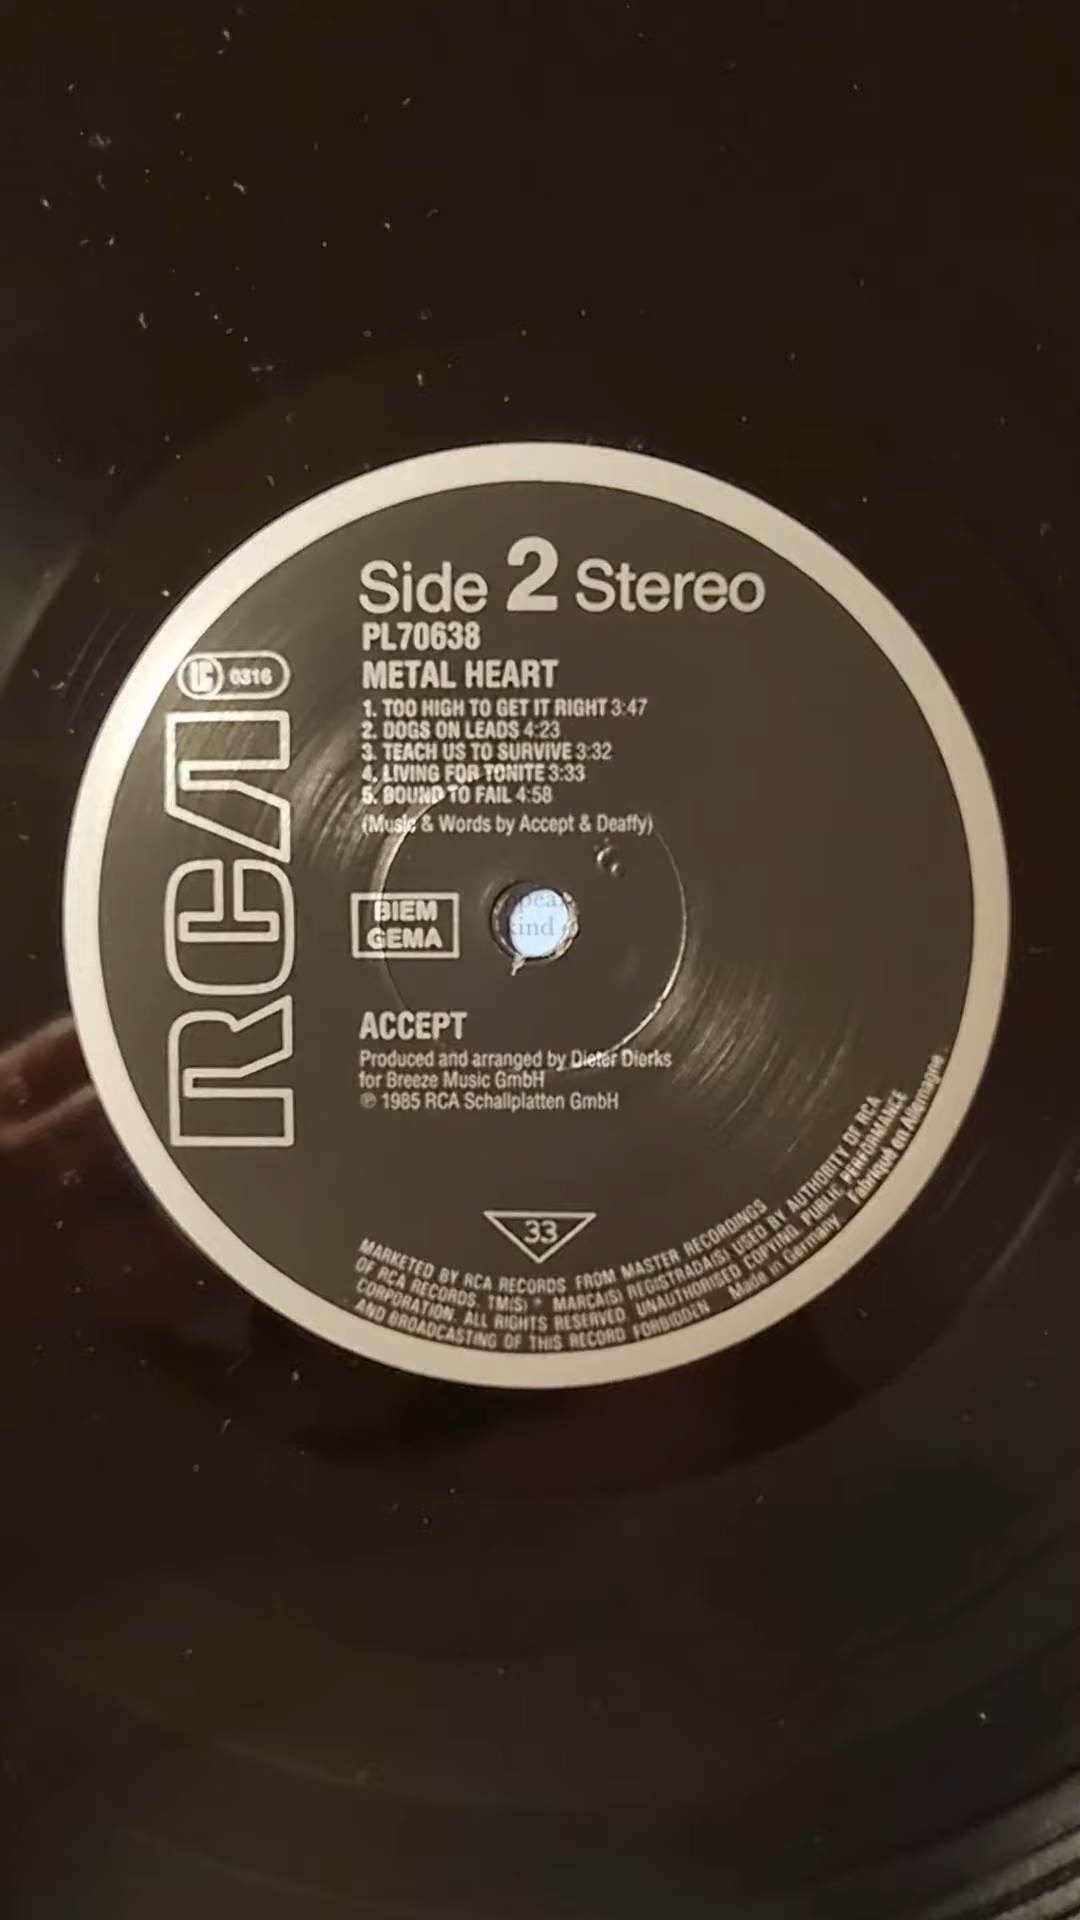 Side 2 Stereo
PL70638
METAL HEART
1. TOO HIGH TO GET IT RIGHT 3:47
2. DOGS ON LEADS 4:23
3. TEACH US TO SURVIVE 3:32
4. LIVING FOR TONITE 3:33
5. BOUND TO FAIL 4:58
(Music & Words by Accept & Deaffy)
LC 0316
RCA
BIEM
GEMA
kind
ACCEPT
Produced and arranged by Dieter Dierks
for Breeze Music GmbH
℗ 1985 RCA Schallplatten GmbH
33
MARKETED BY RCA RECORDS FROM MASTER RECORDINGS
OF RCA RECORDS. TM(S) ® MARCA(S) REGISTRADA(S) USED BY AUTHORITY OF RCA
CORPORATION. ALL RIGHTS RESERVED. UNAUTHORISED COPYING, PUBLIC PERFORMANCE
AND BROADCASTING OF THIS RECORD FORBIDDEN Made in Germany. Fabriqué en Allemagne